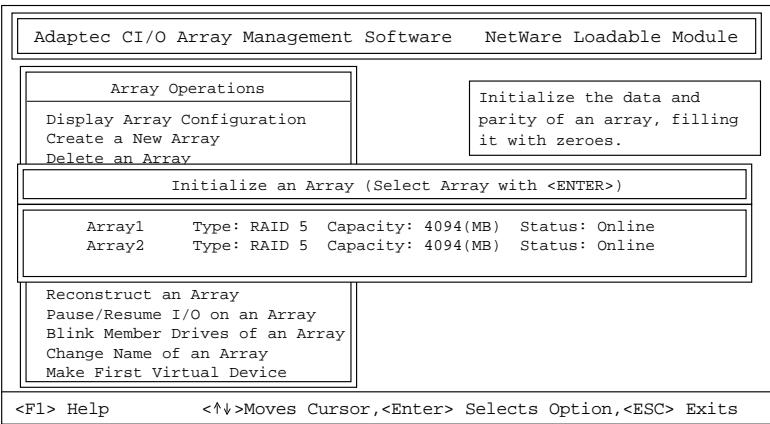 Adaptec CI/O Array Management Software   NetWare Loadable Module
Array Operations
Initialize the data and
parity of an array, filling
it with zeroes.
Display Array Configuration
Create a New Array
Delete an Array
Initialize an Array (Select Array with <ENTER>)
Array1     Type: RAID 5  Capacity: 4094(MB)  Status: Online
Array2     Type: RAID 5  Capacity: 4094(MB)  Status: Online
Reconstruct an Array
Pause/Resume I/O on an Array
Blink Member Drives of an Array
Change Name of an Array
Make First Virtual Device
<F1> Help          <↑↓>Moves Cursor,<Enter> Selects Option,<ESC> Exits